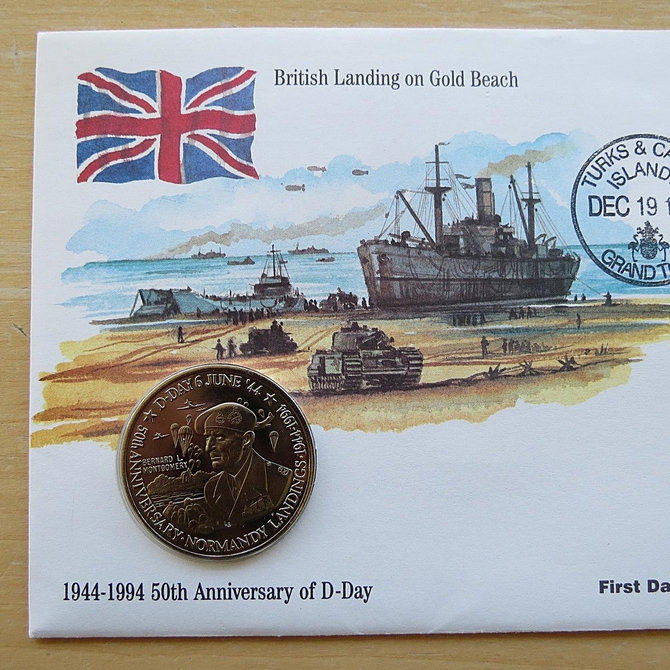 British Landing on Gold Beach
TURKS & CA
ISLAND
DEC 19 1
GRAND T
★ D-DAY 6 JUNE '44 ★
BERNARD L.
MONTGOMERY
50th ANNIVERSARY · NORMANDY LANDINGS · 1944-1994
1944-1994 50th Anniversary of D-Day
First Da